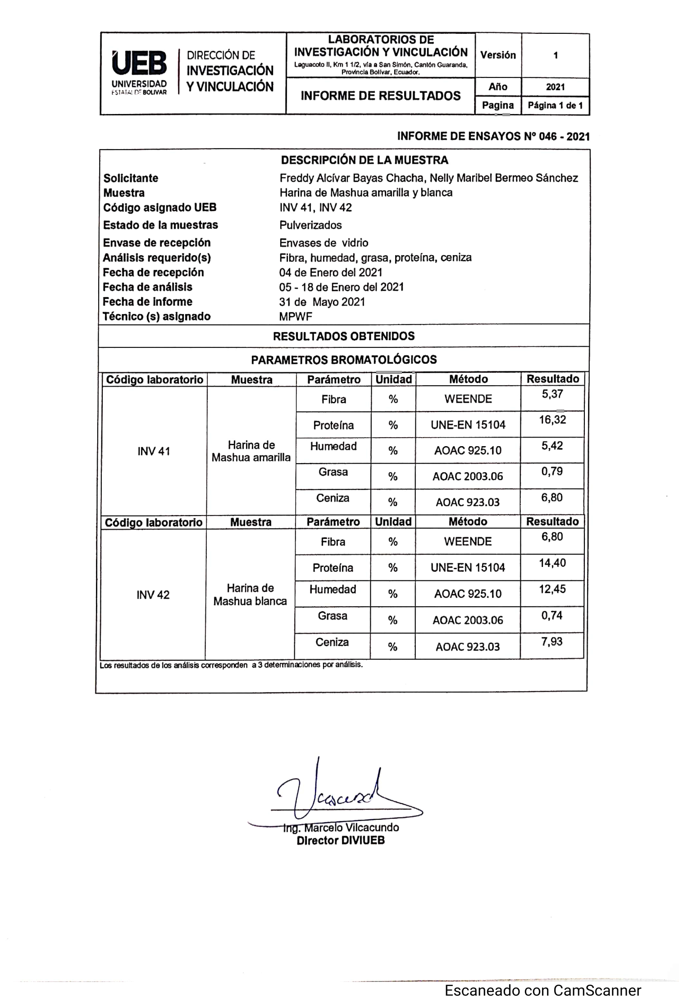 UEB
UNIVERSIDAD
ESTATAL DE BOLIVAR
DIRECCIÓN DE
INVESTIGACIÓN
Y VINCULACIÓN
LABORATORIOS DE
INVESTIGACIÓN Y VINCULACIÓN
Laguacoto II, Km 1 1/2, vía a San Simón, Cantón Guaranda,
Provincia Bolívar, Ecuador.
Versión 1
INFORME DE RESULTADOS
Año 2021
Pagina Página 1 de 1
INFORME DE ENSAYOS Nº 046 - 2021
DESCRIPCIÓN DE LA MUESTRA
Solicitante Freddy Alcívar Bayas Chacha, Nelly Maribel Bermeo Sánchez
Muestra Harina de Mashua amarilla y blanca
Código asignado UEB INV 41, INV 42
Estado de la muestras Pulverizados
Envase de recepción Envases de vidrio
Análisis requerido(s) Fibra, humedad, grasa, proteína, ceniza
Fecha de recepción 04 de Enero del 2021
Fecha de análisis 05 - 18 de Enero del 2021
Fecha de informe 31 de Mayo 2021
Técnico (s) asignado MPWF
RESULTADOS OBTENIDOS
PARAMETROS BROMATOLÓGICOS
Código laboratorio Muestra Parámetro Unidad Método Resultado
INV 41 Harina de Mashua amarilla
Fibra % WEENDE 5,37
Proteína % UNE-EN 15104 16,32
Humedad % AOAC 925.10 5,42
Grasa % AOAC 2003.06 0,79
Ceniza % AOAC 923.03 6,80
Código laboratorio Muestra Parámetro Unidad Método Resultado
INV 42 Harina de Mashua blanca
Fibra % WEENDE 6,80
Proteína % UNE-EN 15104 14,40
Humedad % AOAC 925.10 12,45
Grasa % AOAC 2003.06 0,74
Ceniza % AOAC 923.03 7,93
Los resultados de los análisis corresponden a 3 determinaciones por análisis.
Ing. Marcelo Vilcacundo
Director DIVIUEB
Escaneado con CamScanner